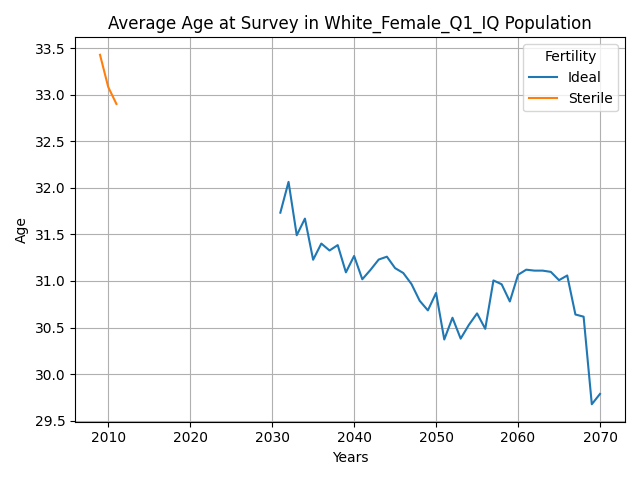 Average Age at Survey in White_Female_Q1_IQ Population
Fertility
Ideal
Sterile
Age
33.5
33.0
32.5
32.0
31.5
31.0
30.5
30.0
29.5
2010
2020
2030
2040
2050
2060
2070
Years